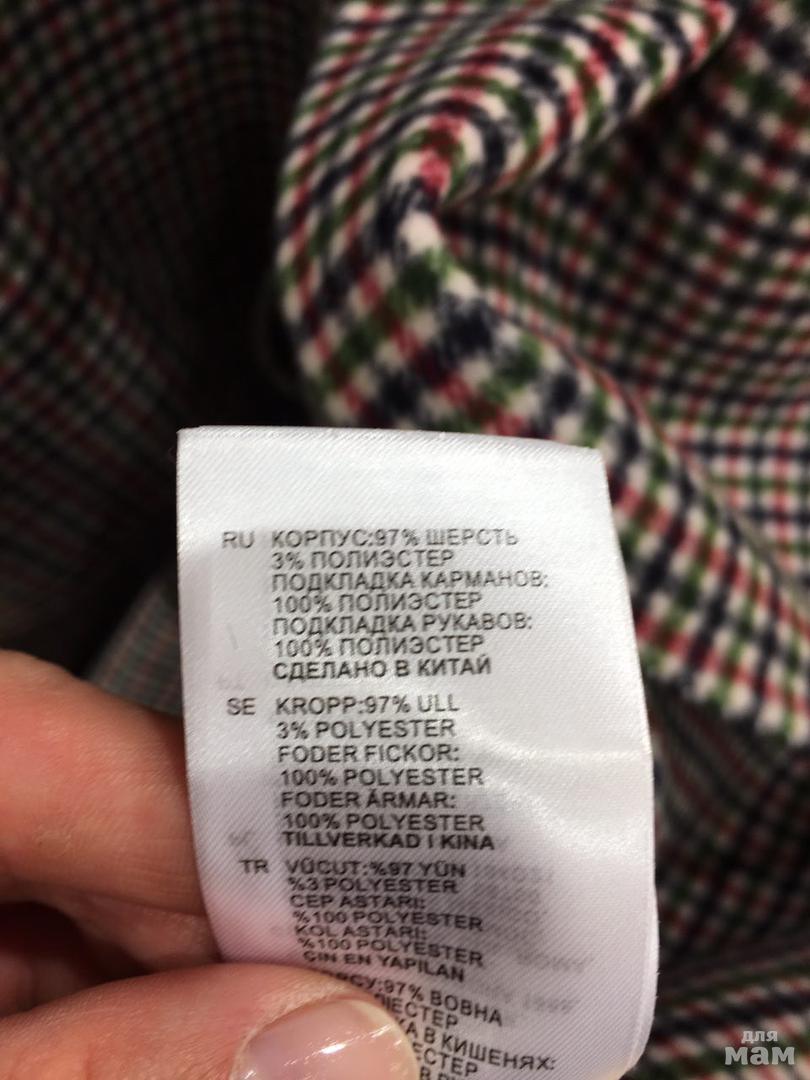 RU КОРПУС:97% ШЕРСТЬ
3% ПОЛИЭСТЕР
ПОДКЛАДКА КАРМАНОВ:
100% ПОЛИЭСТЕР
ПОДКЛАДКА РУКАВОВ:
100% ПОЛИЭСТЕР
СДЕЛАНО В КИТАЙ
SE KROPP:97% ULL
3% POLYESTER
FODER FICKOR:
100% POLYESTER
FODER ÄRMAR:
100% POLYESTER
TILLVERKAD I KINA
TR VÜCUT:%97 YÜN
%3 POLYESTER
CEP ASTARI:
%100 POLYESTER
KOL ASTARI:
%100 POLYESTER
ÇIN EN YAPILAN
97% ВОВНА
В КИШЕНЯХ:
для
мам